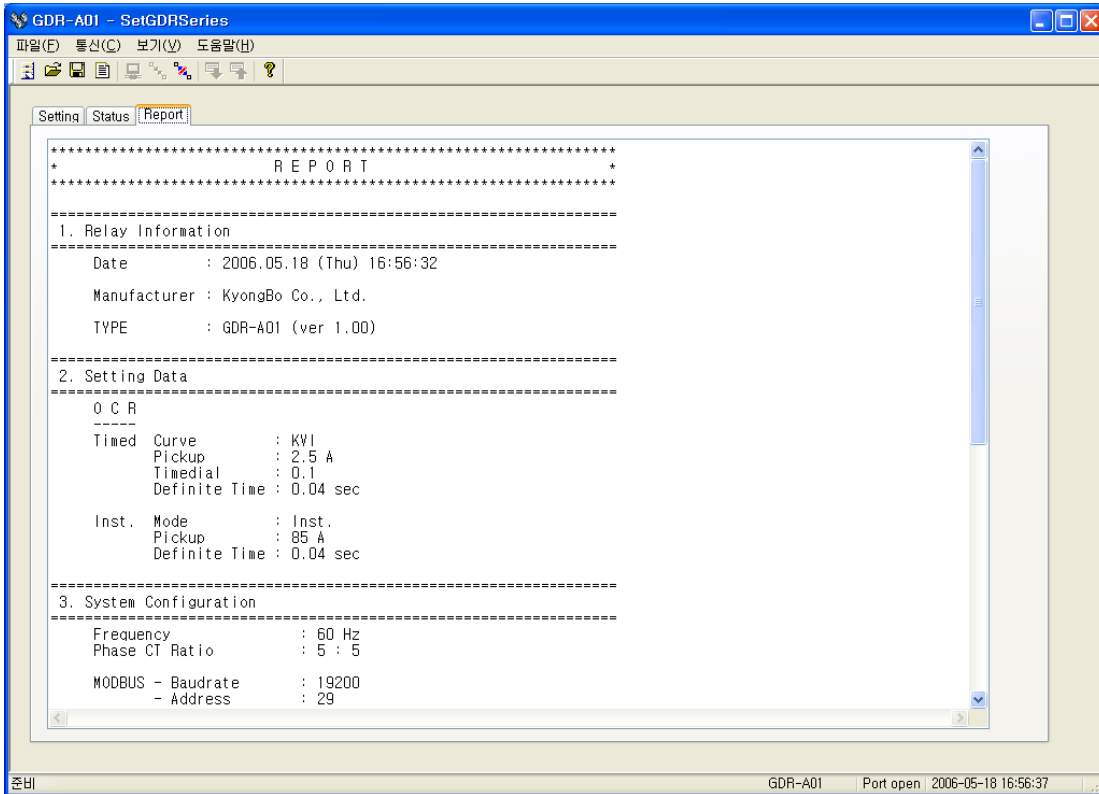 GDR-A01 - SetGDRSeries
파일(F) 통신(C) 보기(V) 도움말(H)
Setting Status Report
******************************************************************
* R E P O R T *
******************************************************************
==================================================================
1. Relay Information
==================================================================
Date : 2006.05.18 (Thu) 16:56:32
Manufacturer : KyongBo Co., Ltd.
TYPE : GDR-A01 (ver 1.00)
==================================================================
2. Setting Data
==================================================================
O C R
-----
Timed Curve : KVI
Pickup : 2.5 A
Timedial : 0.1
Definite Time : 0.04 sec
Inst. Mode : Inst.
Pickup : 85 A
Definite Time : 0.04 sec
==================================================================
3. System Configuration
==================================================================
Frequency : 60 Hz
Phase CT Ratio : 5 : 5
MODBUS - Baudrate : 19200
- Address : 29
준비 GDR-A01 Port open 2006-05-18 16:56:37